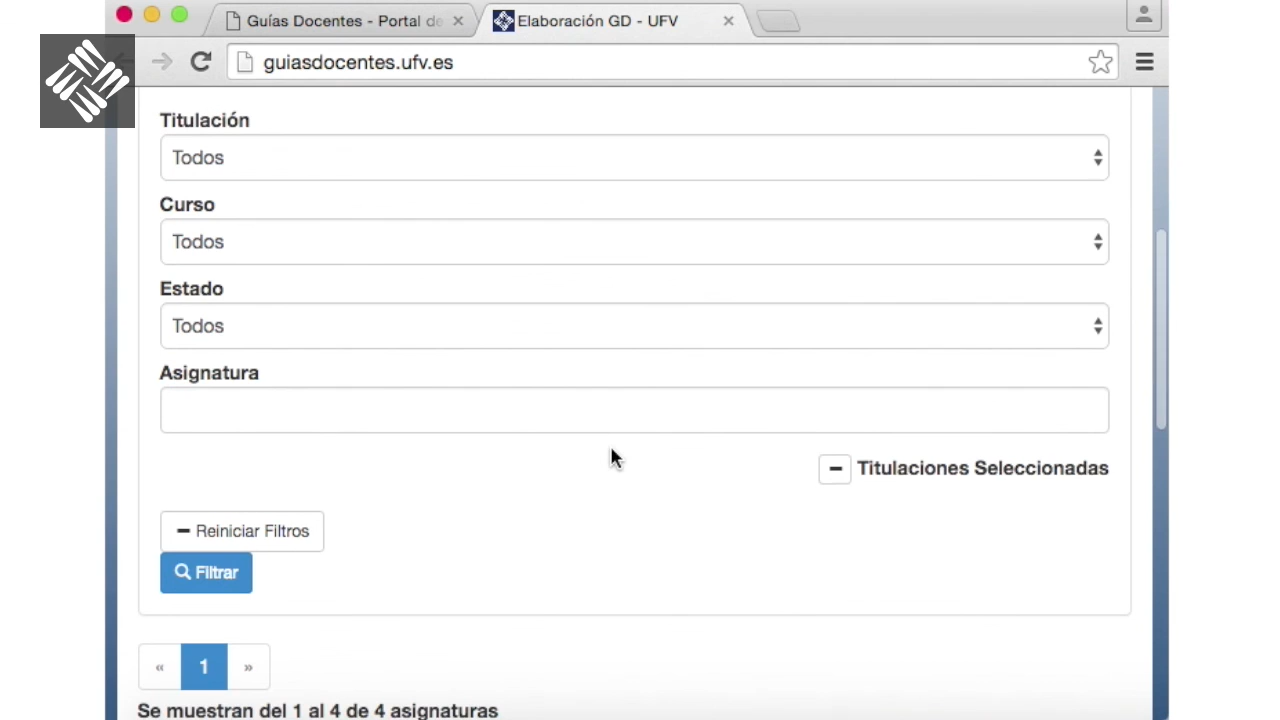 Guías Docentes - Portal de
Elaboración GD - UFV
guiasdocentes.ufv.es
Titulación
Todos
Curso
Todos
Estado
Todos
Asignatura
Titulaciones Seleccionadas
Reiniciar Filtros
Filtrar
« 1 »
Se muestran del 1 al 4 de 4 asignaturas